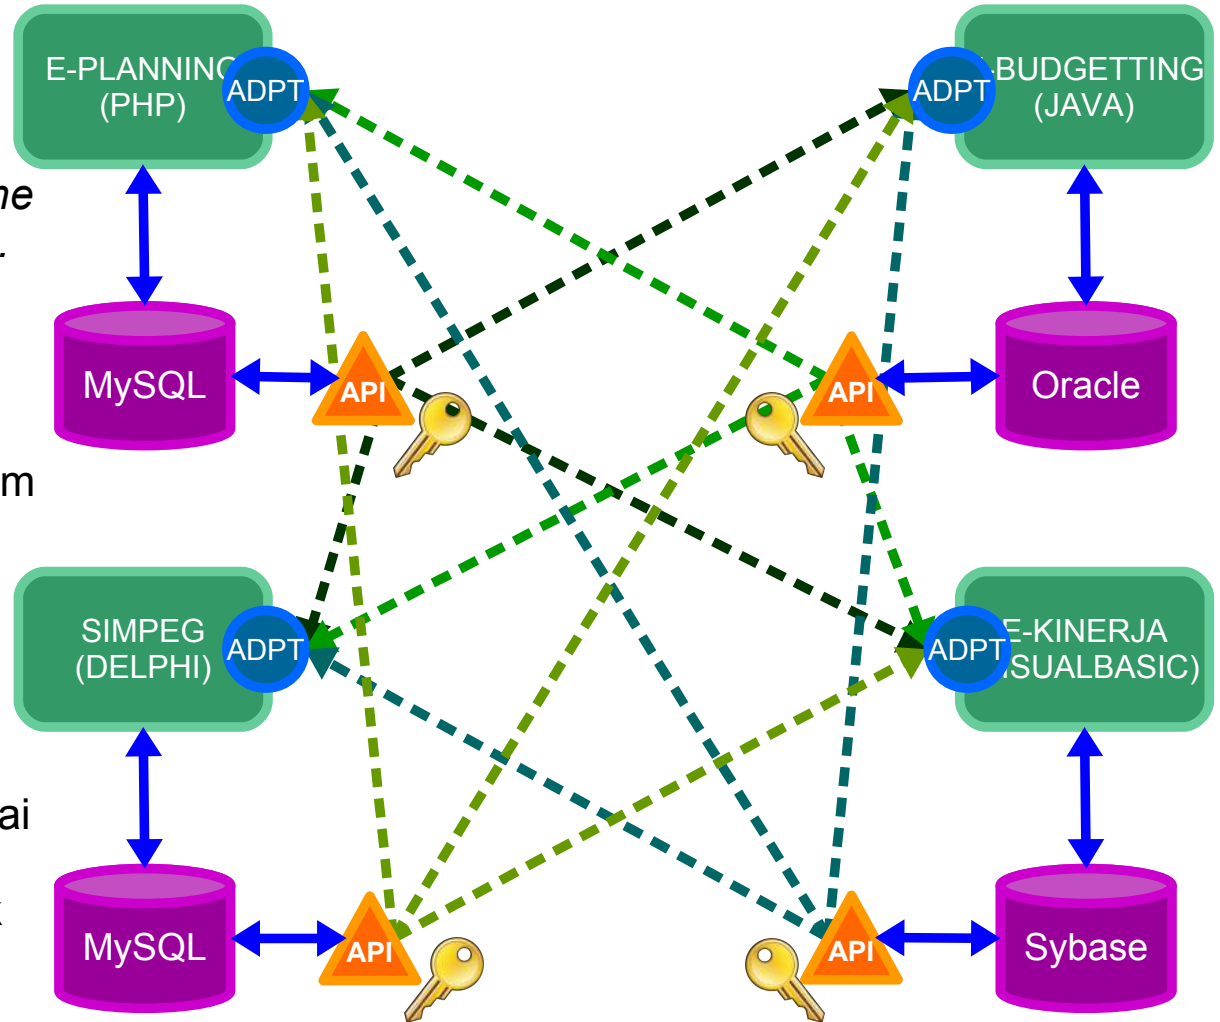 E-PLANNING
(PHP)
ADPT
ADPT
-BUDGETTING
(JAVA)
MySQL
API
API
Oracle
SIMPEG
(DELPHI)
ADPT
ADPT
E-KINERJA
ISUALBASIC)
MySQL
API
API
Sybase